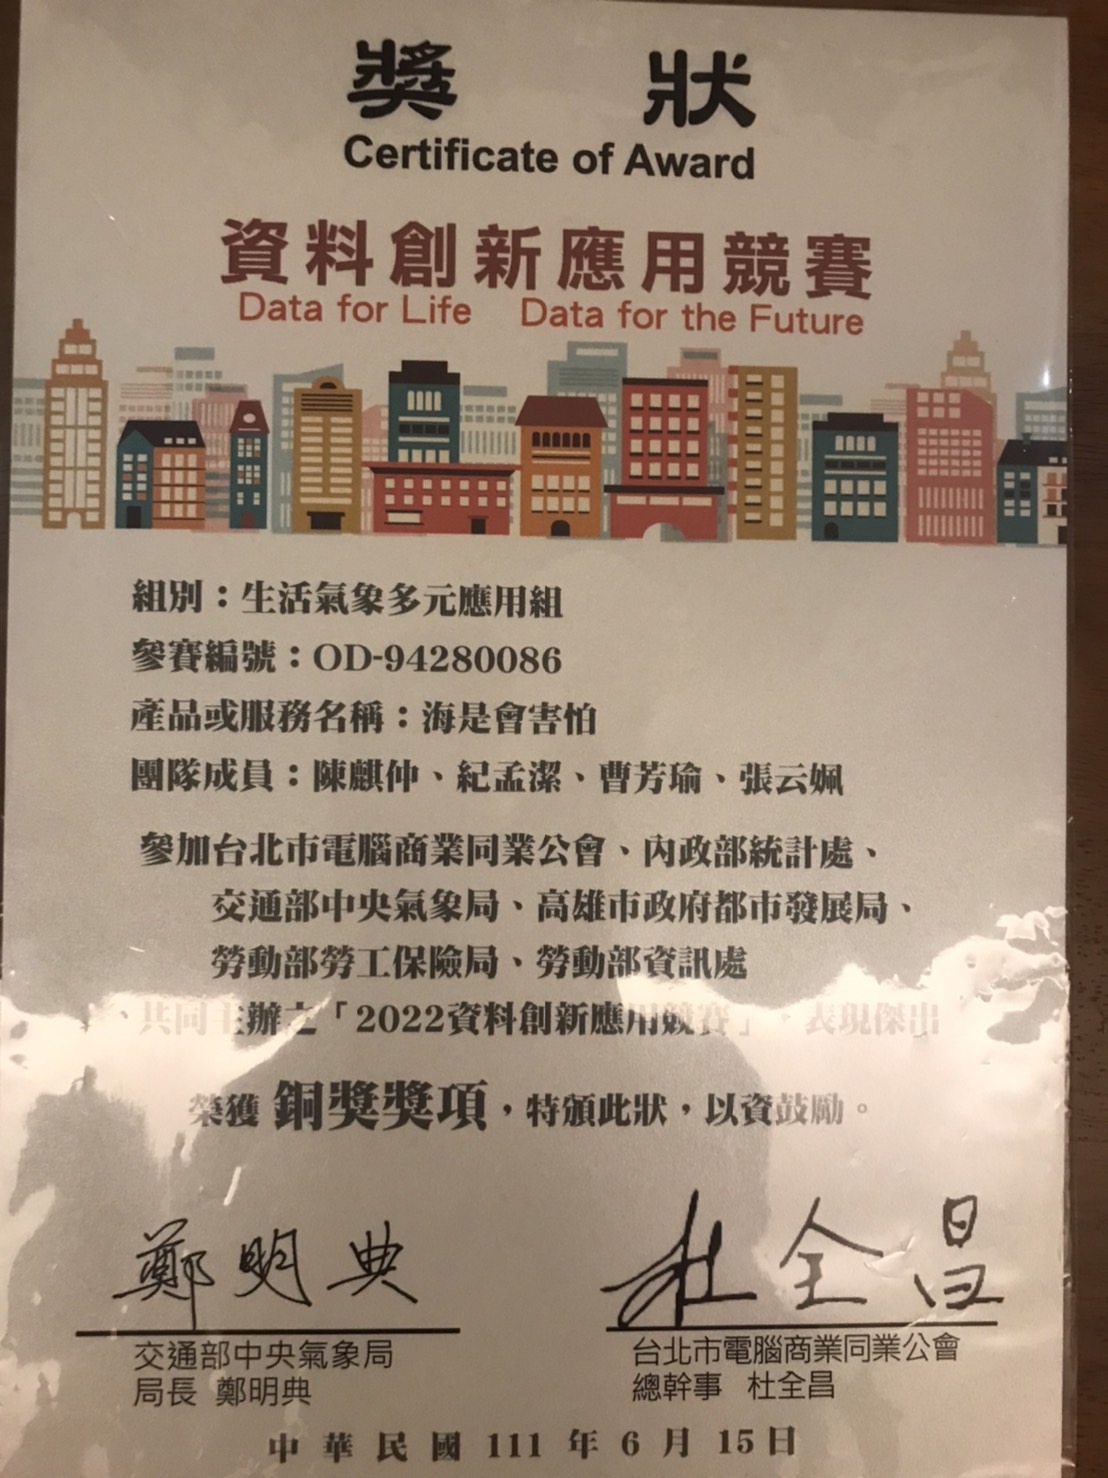 獎狀
Certificate of Award
資料創新應用競賽
Data for Life Data for the Future
組別：生活氣象多元應用組
參賽編號：OD-94280086
產品或服務名稱：海是會害怕
團隊成員：陳麒仲、紀孟潔、曹芳瑜、張云姵
參加台北市電腦商業同業公會、內政部統計處、
交通部中央氣象局、高雄市政府都市發展局、
勞動部勞工保險局、勞動部資訊處
共同主辦之「2022資料創新應用競賽」，表現傑出
榮獲 銅獎獎項，特頒此狀，以資鼓勵。
鄭明典 杜全昌
交通部中央氣象局
局長 鄭明典
台北市電腦商業同業公會
總幹事 杜全昌
中華民國 111 年 6 月 15 日